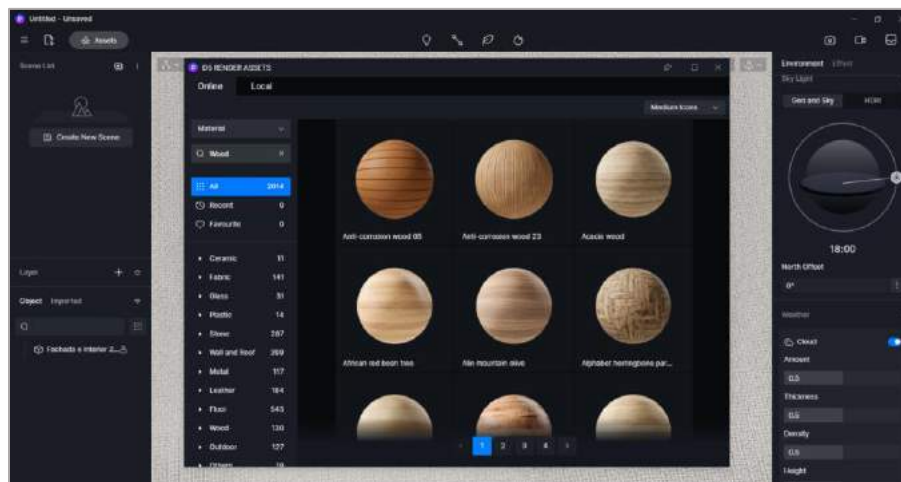 Untitled - Unsaved
Assets
Scene List
Create New Scene
Layer
Object Imported
Fachada e Interior 2...
D5 RENDER ASSETS
Online Local
Medium Icons
Material
Wood
All 2014
Recent 0
Favourite 0
Ceramic 11
Fabric 141
Glass 31
Plastic 14
Stone 287
Wall and Roof 399
Metal 117
Leather 164
Floor 543
Wood 130
Outdoor 127
Others
Anti-corrosion wood 05
Anti-corrosion wood 23
Acacia wood
African red bean tree
Ale mountain olive
Alphabet herringbone par...
1 2 3 4
Environment Effect
Sky Light
Geo and Sky HDRI
18:00
North Offset
0°
Weather
Cloud
Amount
0.5
Thickness
0.5
Density
0.5
Height